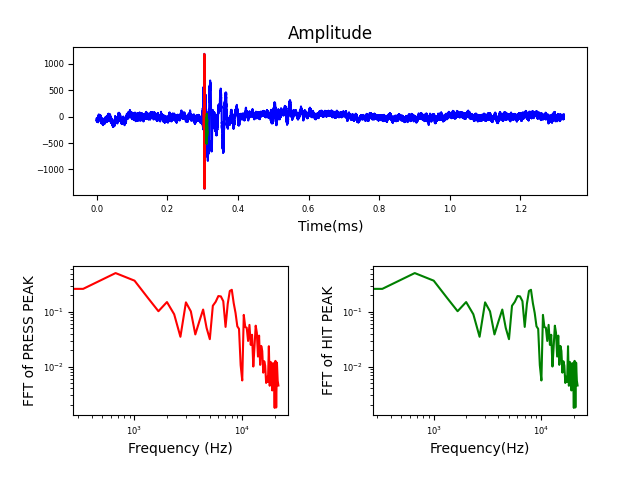 Amplitude
1000
500
0
−500
−1000
0.0 0.2 0.4 0.6 0.8 1.0 1.2
Time(ms)
FFT of PRESS PEAK
10⁻¹
10⁻²
10³ 10⁴
Frequency (Hz)
FFT of HIT PEAK
10⁻¹
10⁻²
10³ 10⁴
Frequency(Hz)